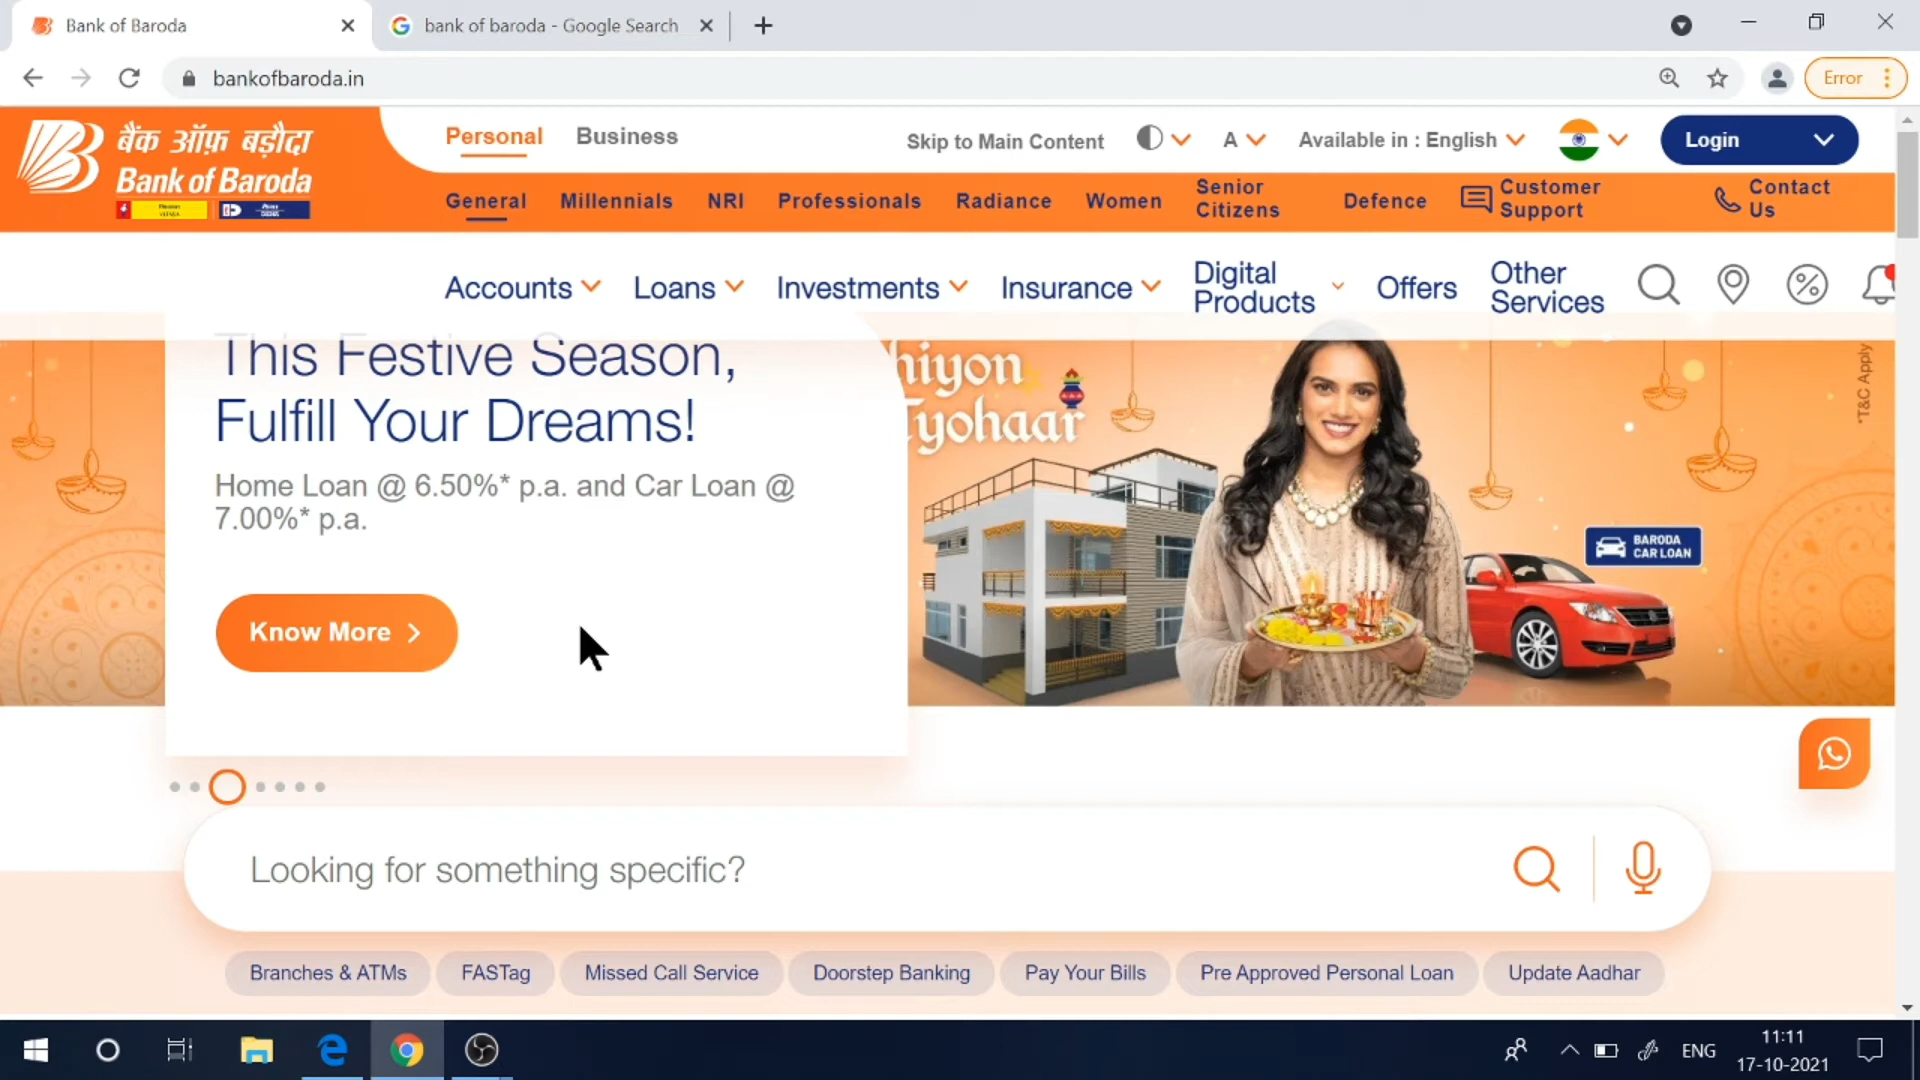 Bank of Baroda
bank of baroda - Google Search
bankofbaroda.in
Error
बैंक ऑफ़ बड़ौदा
Bank of Baroda
Personal
Business
Skip to Main Content
A
Available in : English
Login
General
Millennials
NRI
Professionals
Radiance
Women
Senior
Citizens
Defence
Customer
Support
Contact
Us
Accounts
Loans
Investments
Insurance
Digital
Products
Offers
Other
Services
This Festive Season,
Fulfill Your Dreams!
Home Loan @ 6.50%* p.a. and Car Loan @
7.00%* p.a.
Know More
hiyon
Tyohaar
*T&C Apply
BARODA
CAR LOAN
Looking for something specific?
Branches & ATMs
FASTag
Missed Call Service
Doorstep Banking
Pay Your Bills
Pre Approved Personal Loan
Update Aadhar
ENG
11:11
17-10-2021